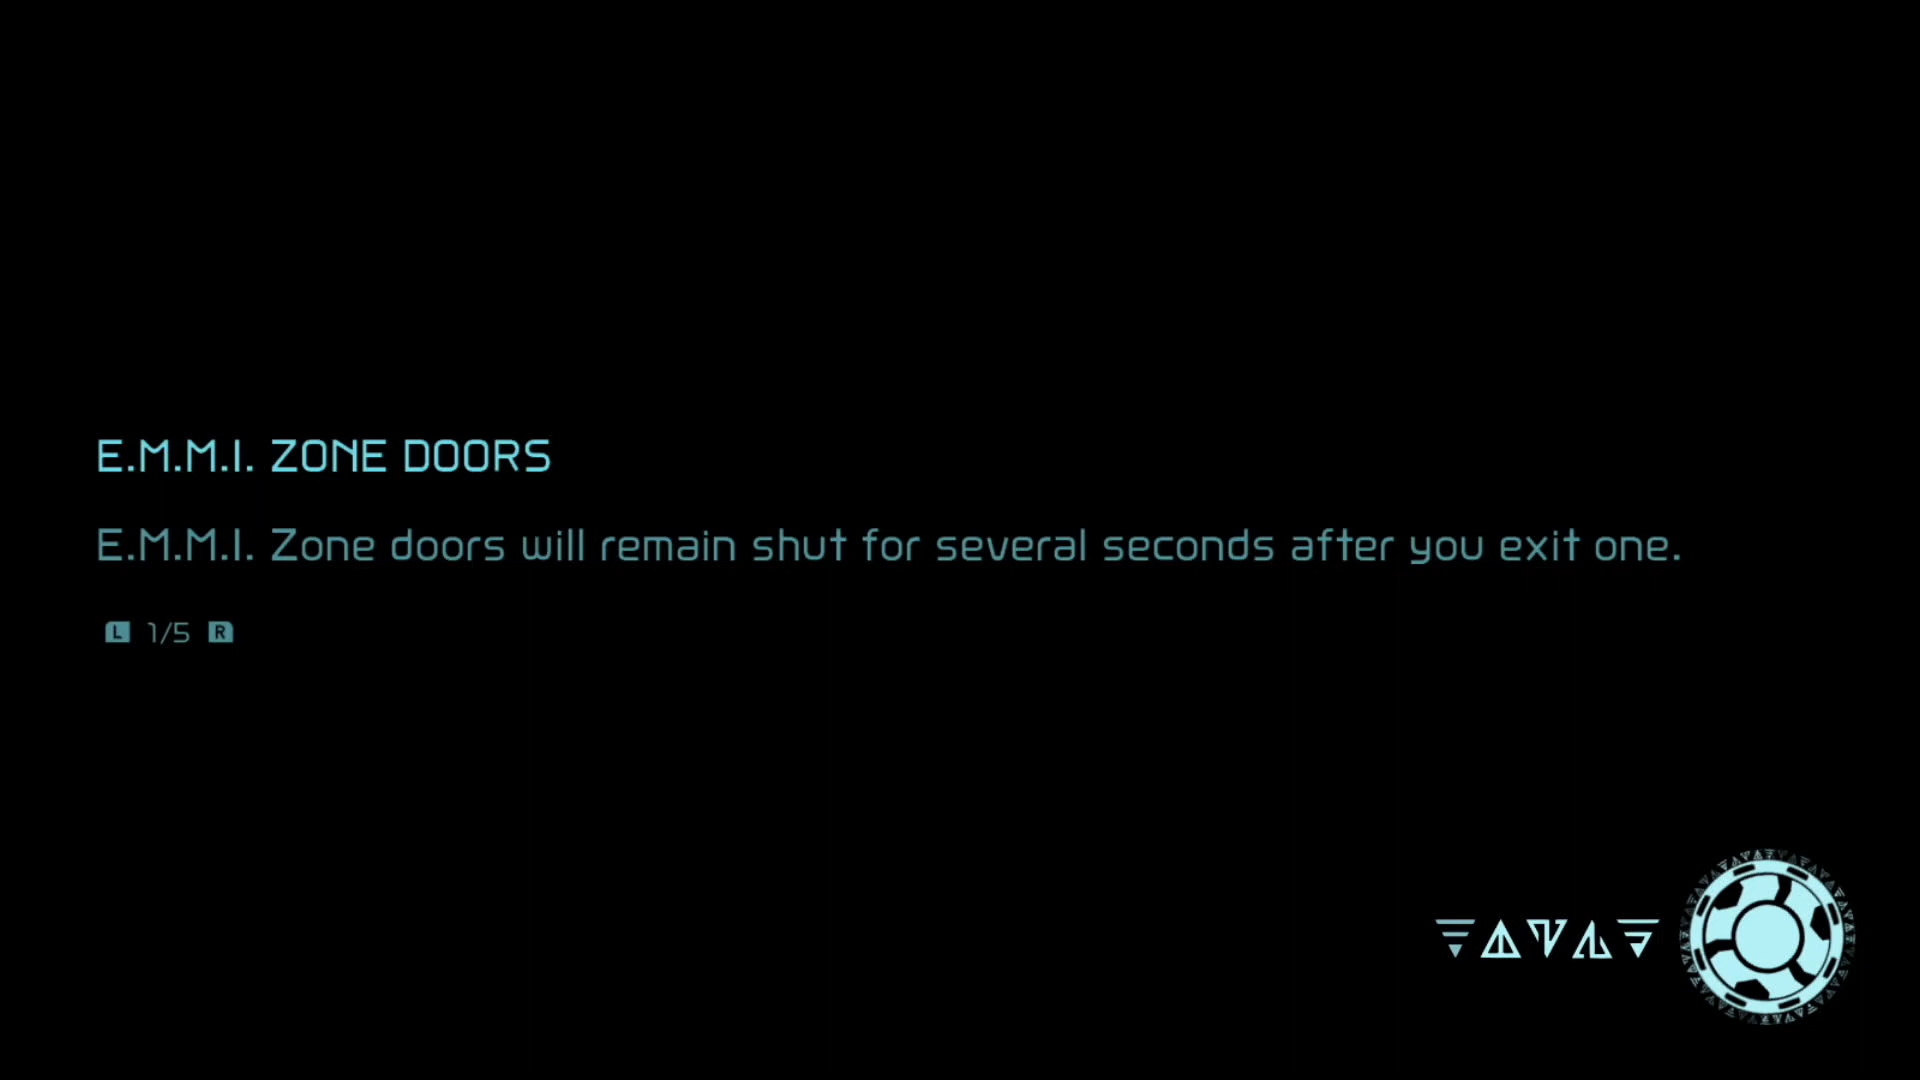 E.M.M.I. ZONE DOORS
E.M.M.I. Zone doors will remain shut for several seconds after you exit one.
L 1/5 R